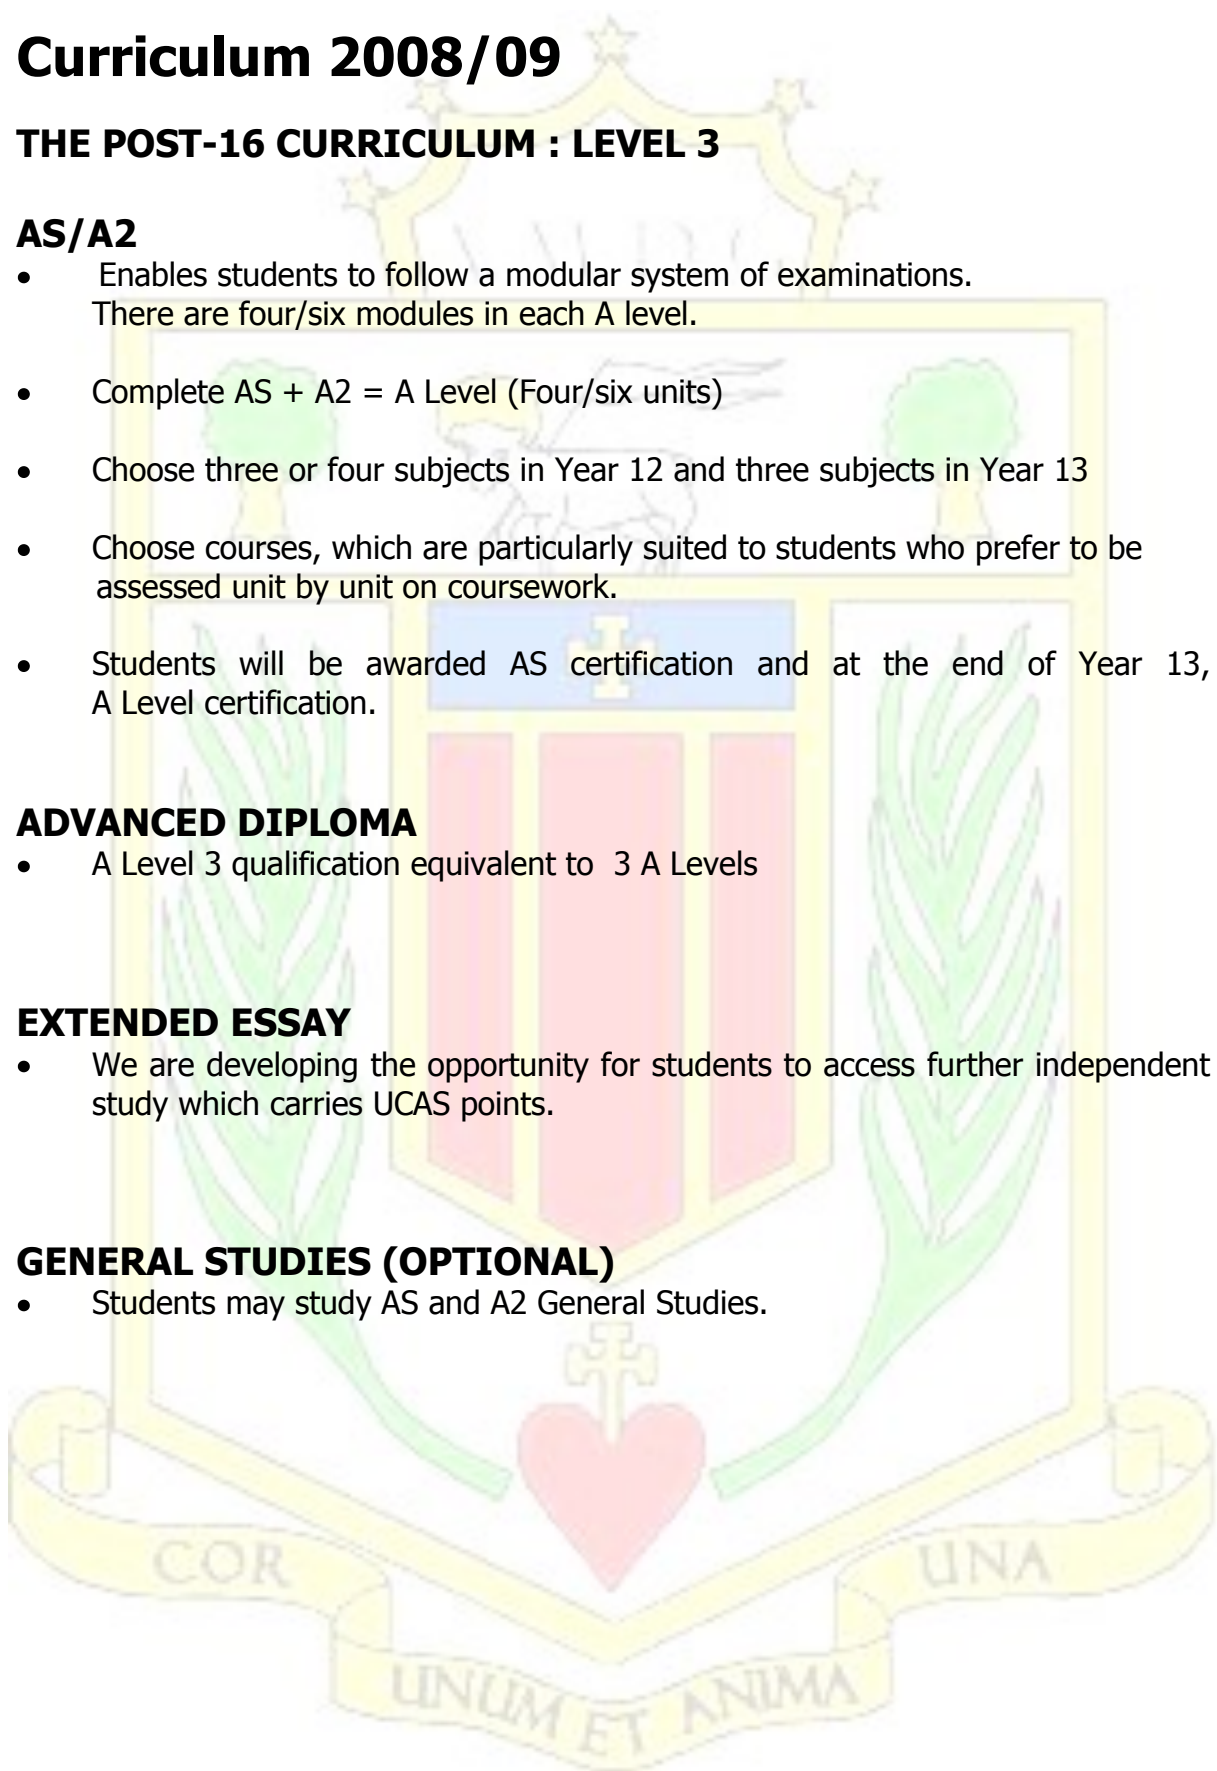 Curriculum 2008/09
THE POST-16 CURRICULUM : LEVEL 3
AS/A2
• Enables students to follow a modular system of examinations.
There are four/six modules in each A level.
• Complete AS + A2 = A Level (Four/six units)
• Choose three or four subjects in Year 12 and three subjects in Year 13
• Choose courses, which are particularly suited to students who prefer to be
assessed unit by unit on coursework.
• Students will be awarded AS certification and at the end of Year 13,
A Level certification.
ADVANCED DIPLOMA
• A Level 3 qualification equivalent to 3 A Levels
EXTENDED ESSAY
• We are developing the opportunity for students to access further independent
study which carries UCAS points.
GENERAL STUDIES (OPTIONAL)
• Students may study AS and A2 General Studies.
COR
UNUM ET ANIMA
UNA